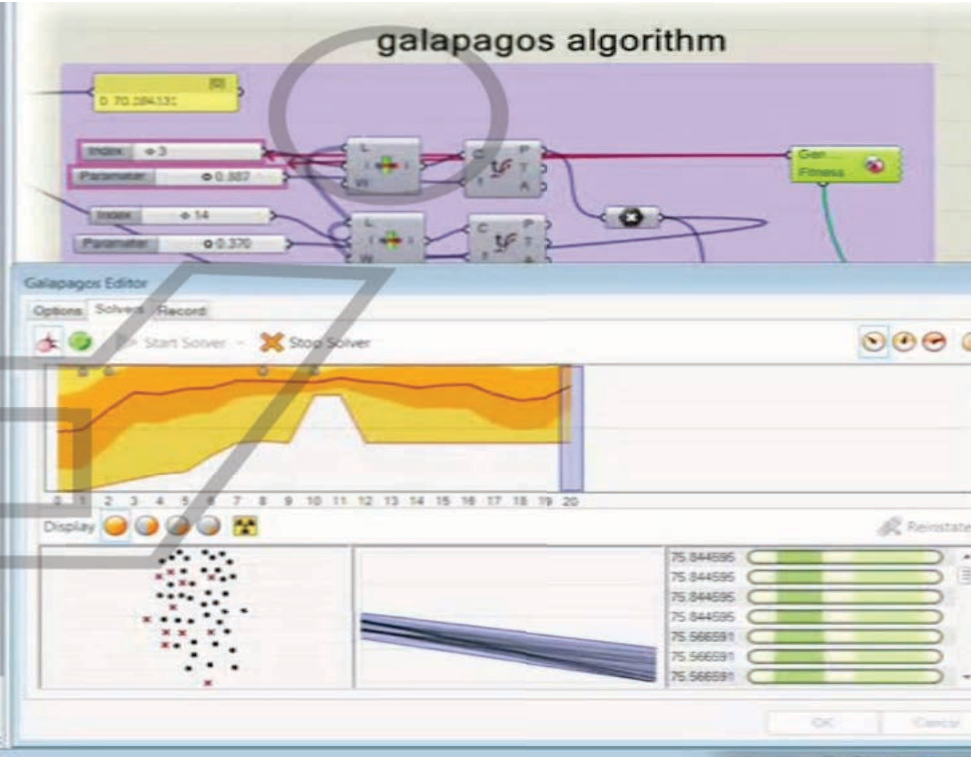 galapagos algorithm
{0}
Index 3
L
C P
Gen
Parameter 0.887
I I
T
Fitness
W
t A
Index 14
L
C P
Parameter 0.370
I I
T
W
A
Galapagos Editor
Options Solvers Record
Start Solver Stop Solver
0 1 2 3 4 5 6 7 8 9 10 11 12 13 14 15 16 17 18 19 20
Display
Reinstate
75.844595
75.844595
75.844595
75.844595
75.566591
75.566591
75.566591
OK Cancel